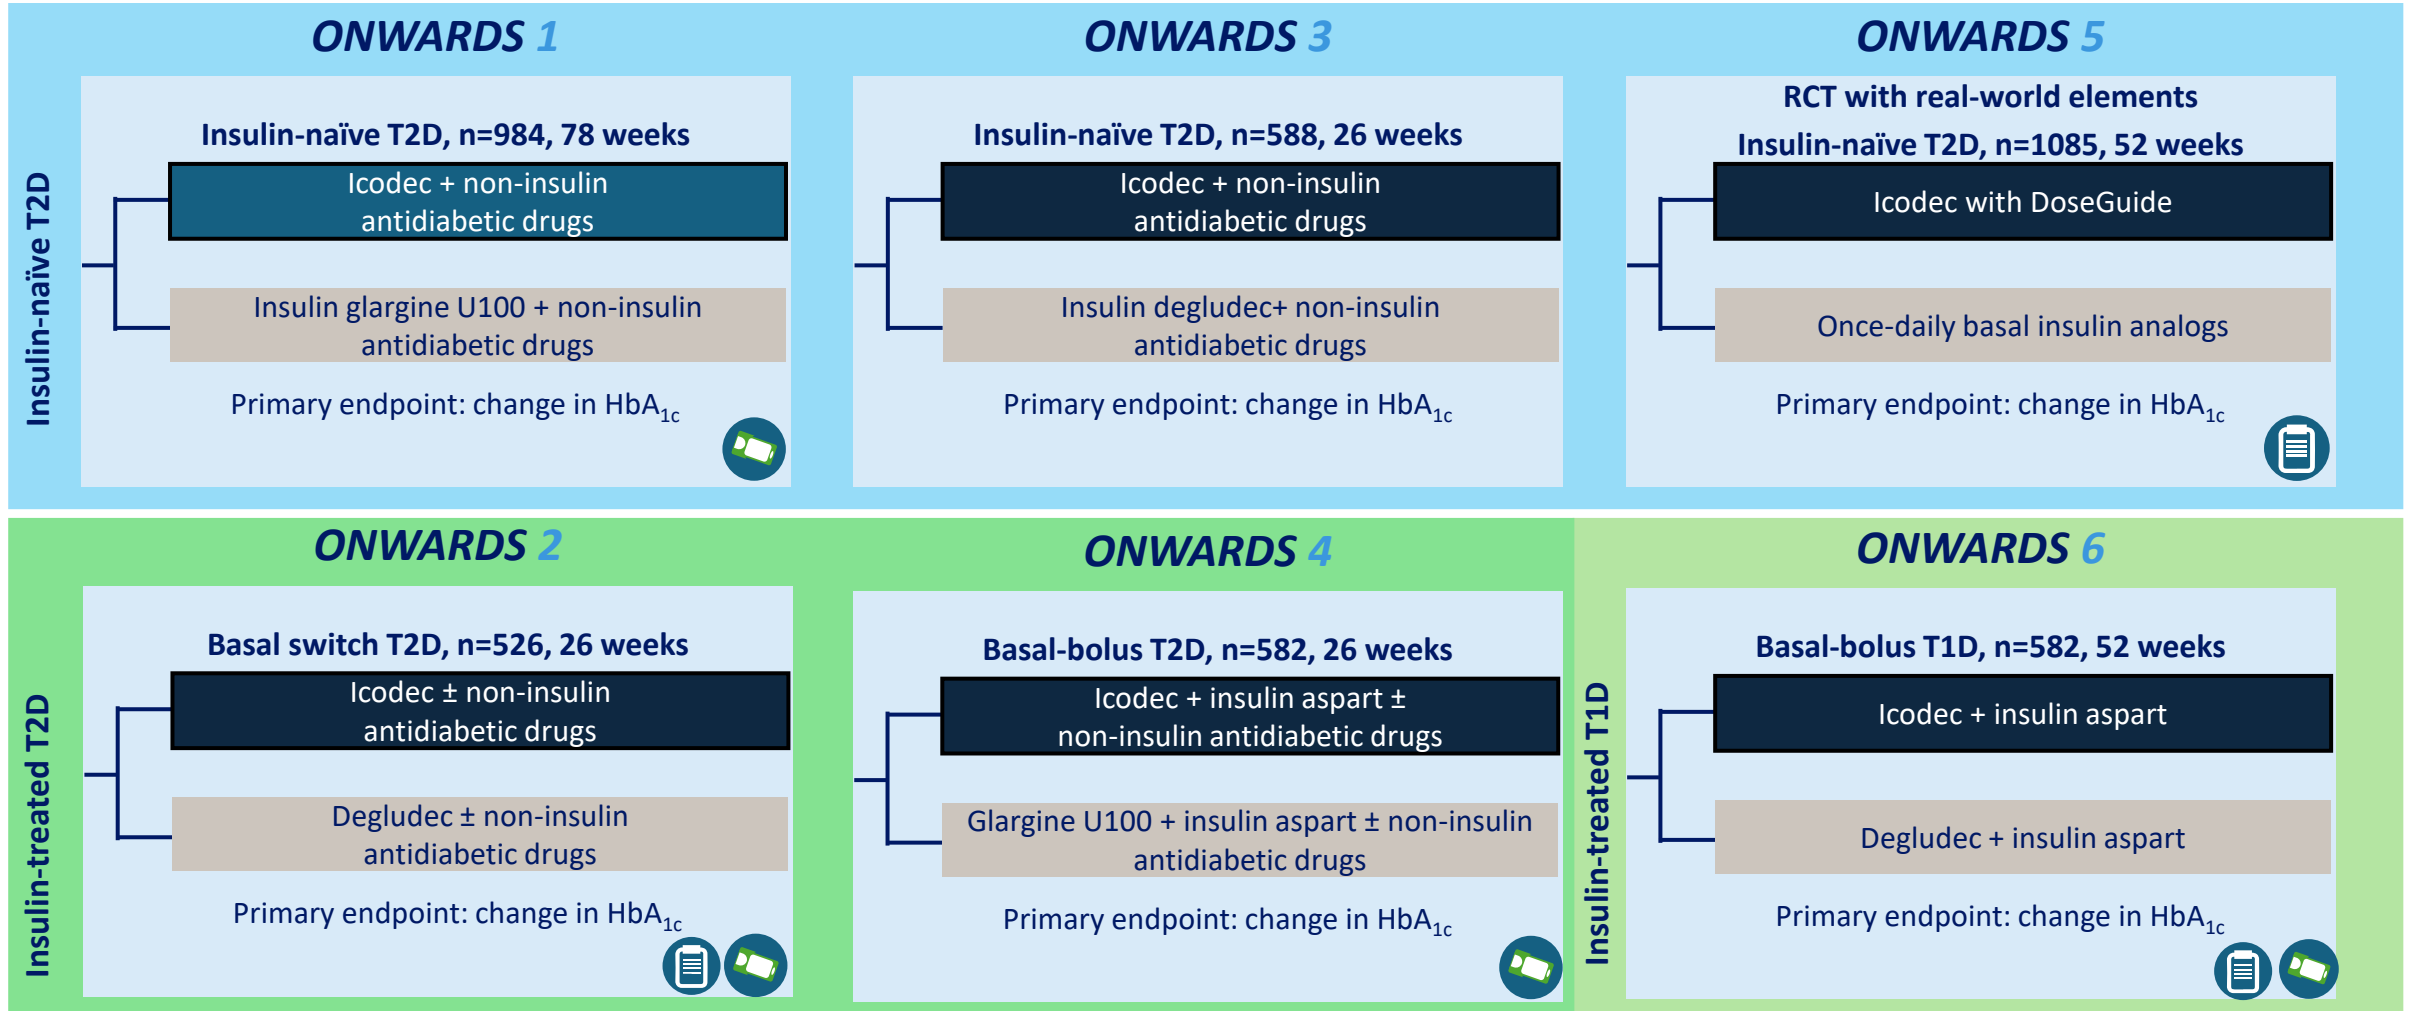 ONWARDS 1
Insulin-naïve T2D, n=984, 78 weeks
Icodec + non-insulin
antidiabetic drugs
Insulin glargine U100 + non-insulin
antidiabetic drugs
Primary endpoint: change in HbA1c
ONWARDS 3
Insulin-naïve T2D, n=588, 26 weeks
Icodec + non-insulin
antidiabetic drugs
Insulin degludec+ non-insulin
antidiabetic drugs
Primary endpoint: change in HbA1c
ONWARDS 5
RCT with real-world elements
Insulin-naïve T2D, n=1085, 52 weeks
Icodec with DoseGuide
Once-daily basal insulin analogs
Primary endpoint: change in HbA1c
Insulin-naïve T2D
ONWARDS 2
Basal switch T2D, n=526, 26 weeks
Icodec ± non-insulin
antidiabetic drugs
Degludec ± non-insulin
antidiabetic drugs
Primary endpoint: change in HbA1c
ONWARDS 4
Basal-bolus T2D, n=582, 26 weeks
Icodec + insulin aspart ±
non-insulin antidiabetic drugs
Glargine U100 + insulin aspart ± non-insulin
antidiabetic drugs
Primary endpoint: change in HbA1c
Insulin-treated T2D
ONWARDS 6
Basal-bolus T1D, n=582, 52 weeks
Icodec + insulin aspart
Degludec + insulin aspart
Primary endpoint: change in HbA1c
Insulin-treated T1D